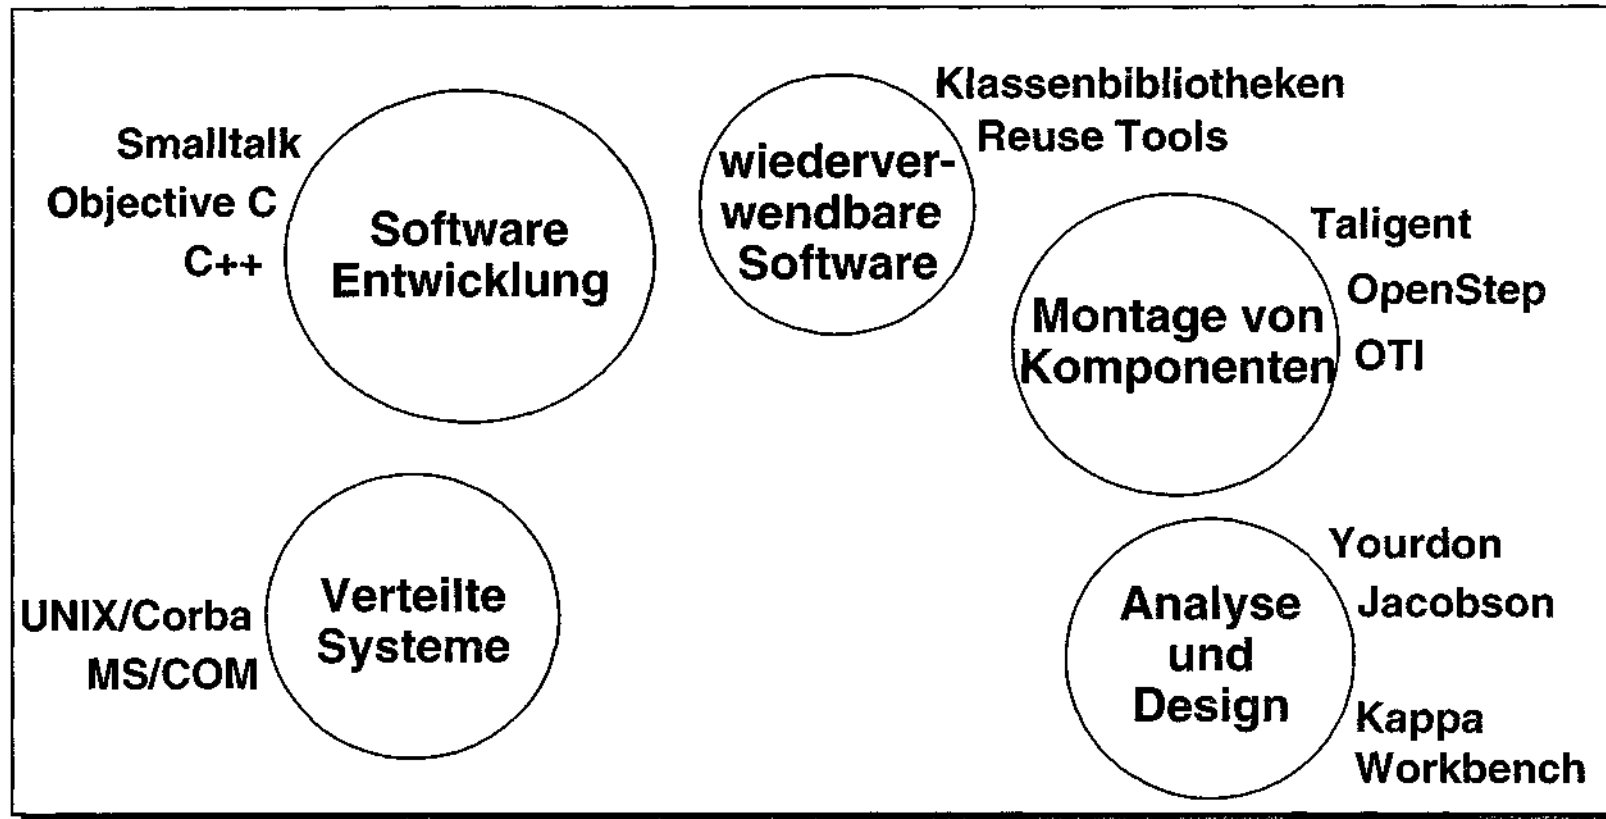 Smalltalk
Objective C
C++
Software
Entwicklung
wiederver-
wendbare
Software
Klassenbibliotheken
Reuse Tools
Montage von
Komponenten
Taligent
OpenStep
OTI
UNIX/Corba
MS/COM
Verteilte
Systeme
Analyse
und
Design
Yourdon
Jacobson
Kappa
Workbench